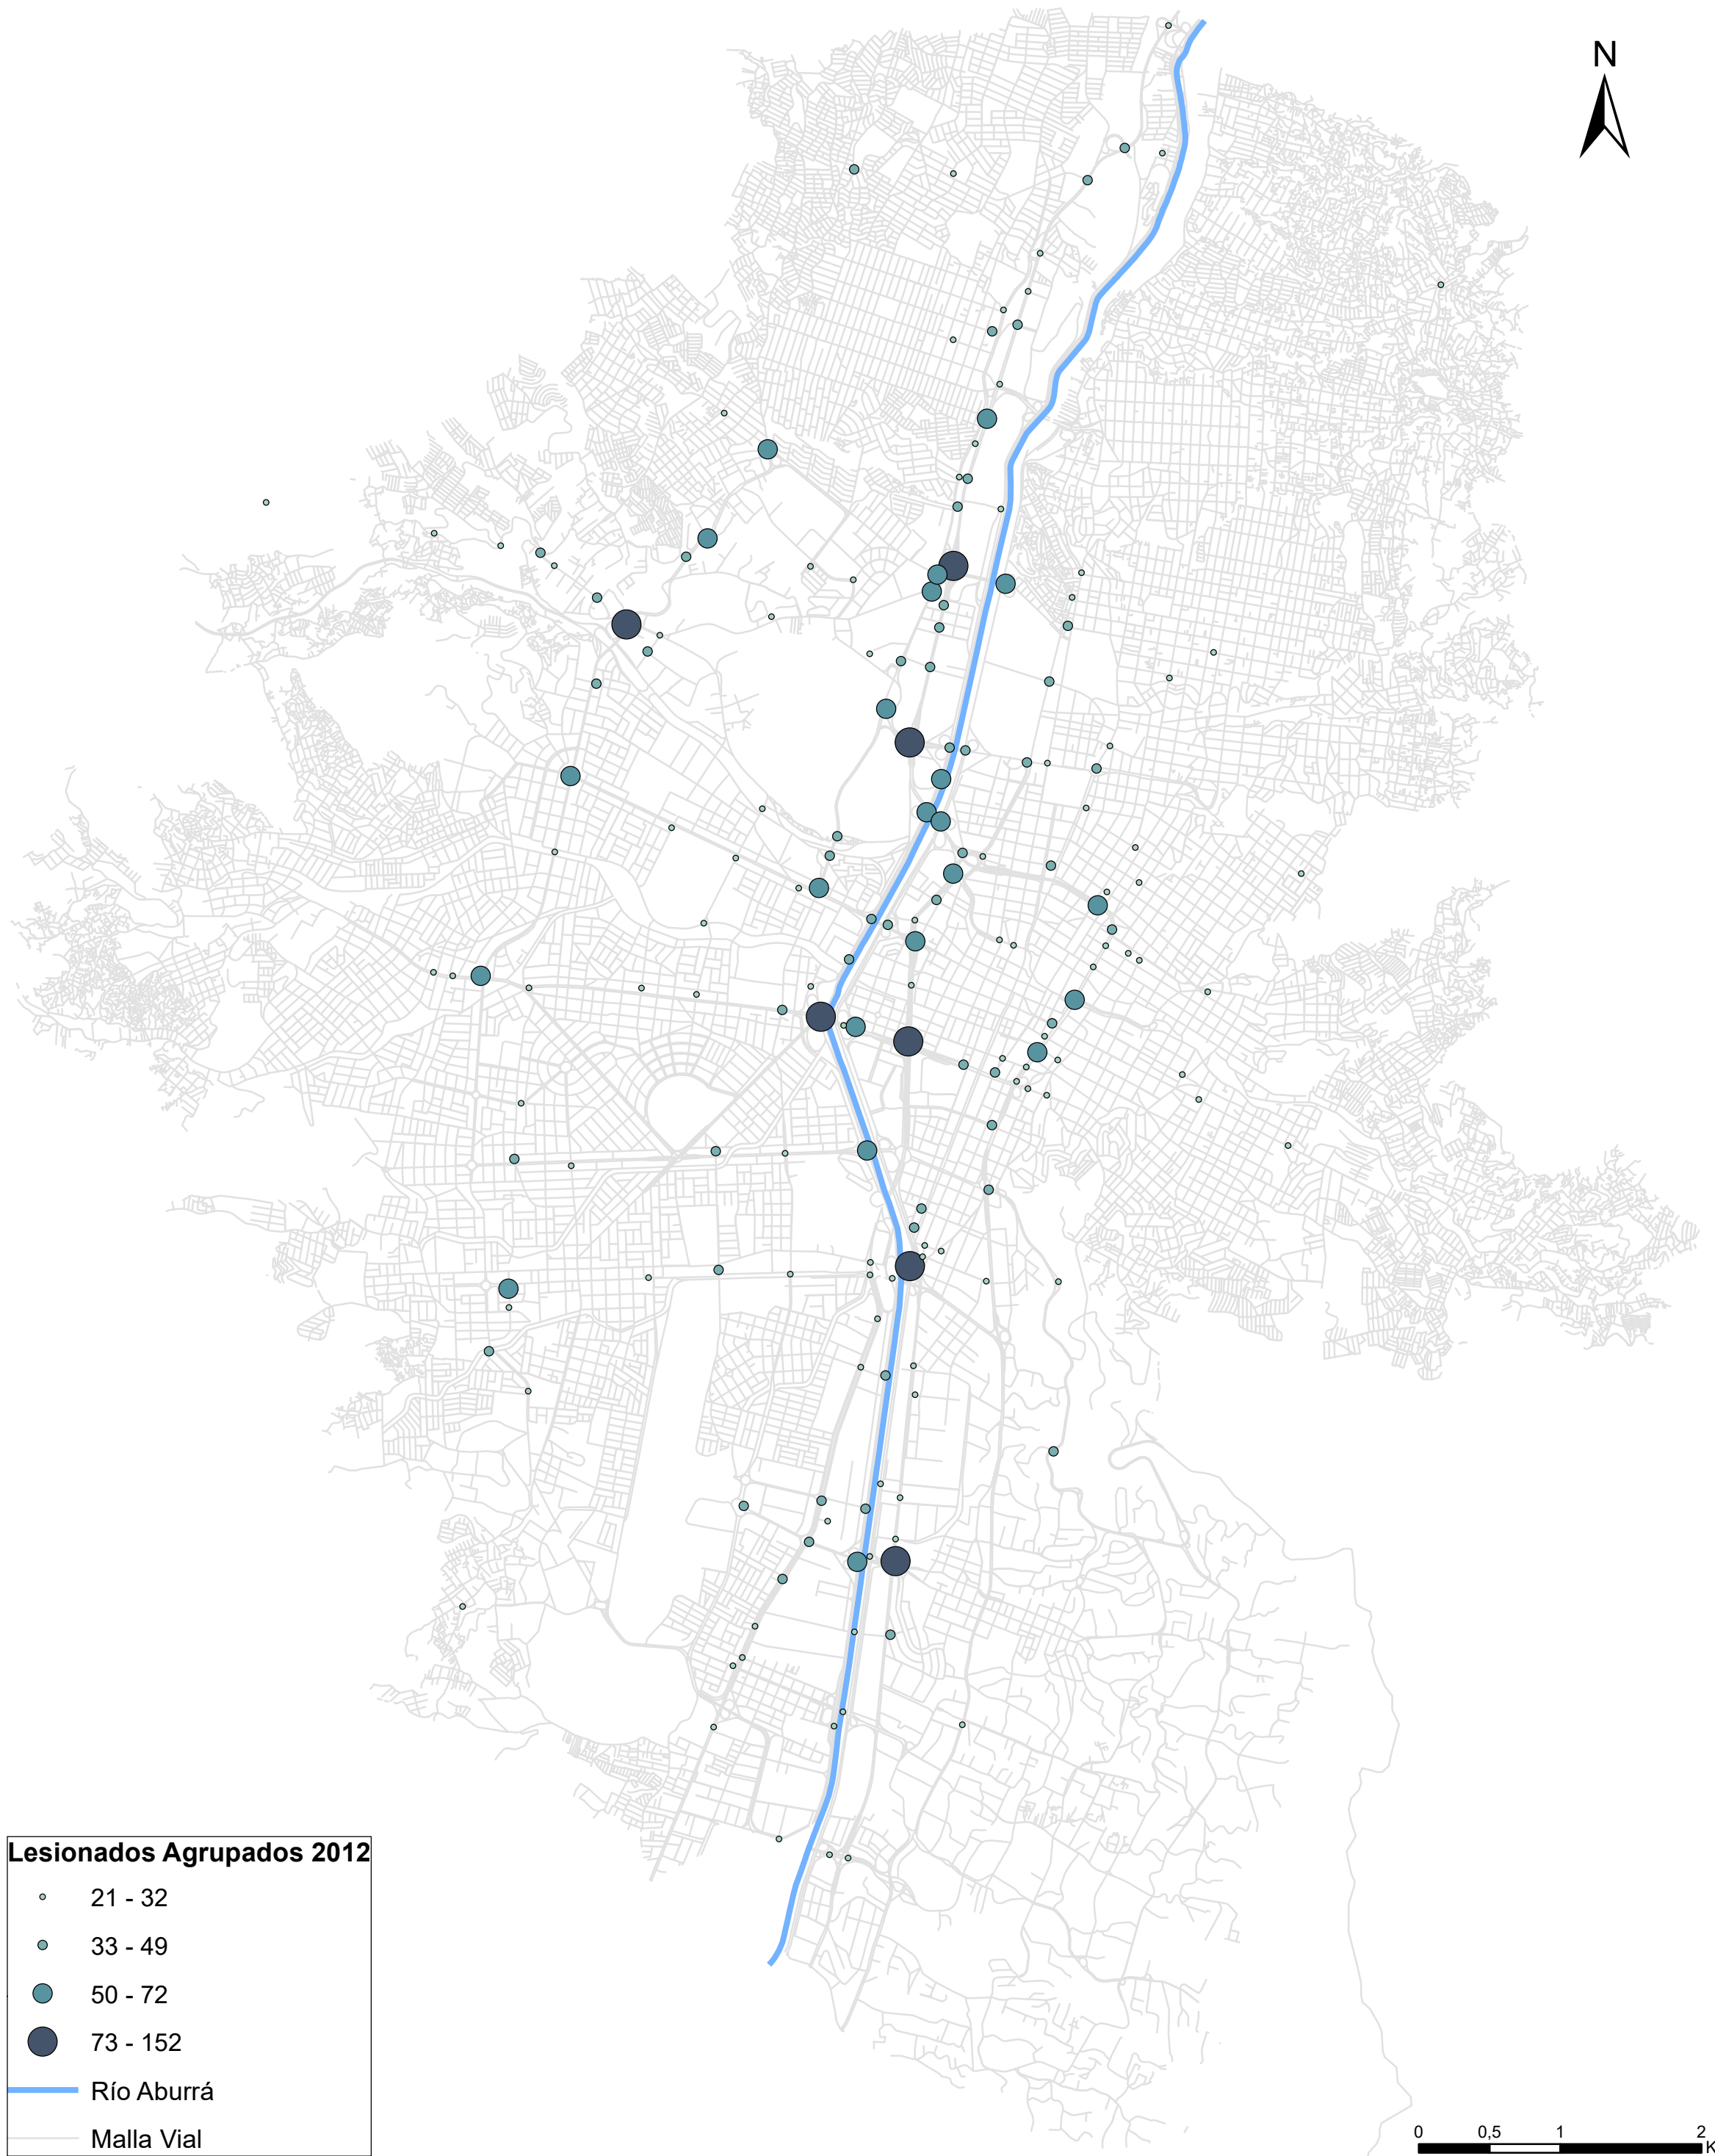 N
Lesionados Agrupados 2012
21 - 32
33 - 49
50 - 72
73 - 152
Río Aburrá
Malla Vial
0 0,5 1 2
K